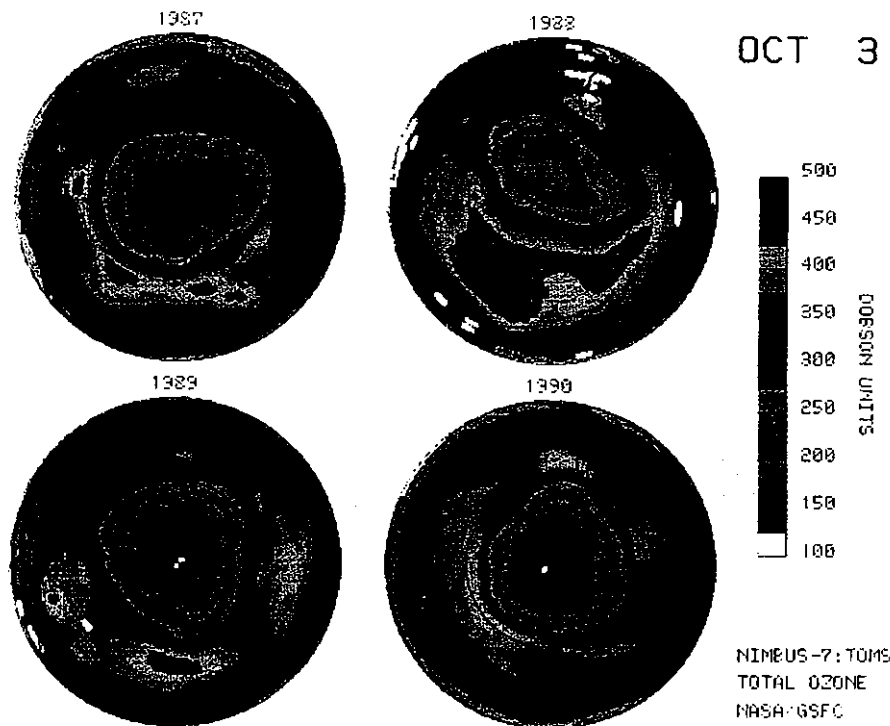 1987
1988
OCT 3
500
450
400
350
300
250
200
150
100
DOBSON UNITS
1989
1990
NIMBUS-7:TOMS
TOTAL OZONE
NASA/GSFC